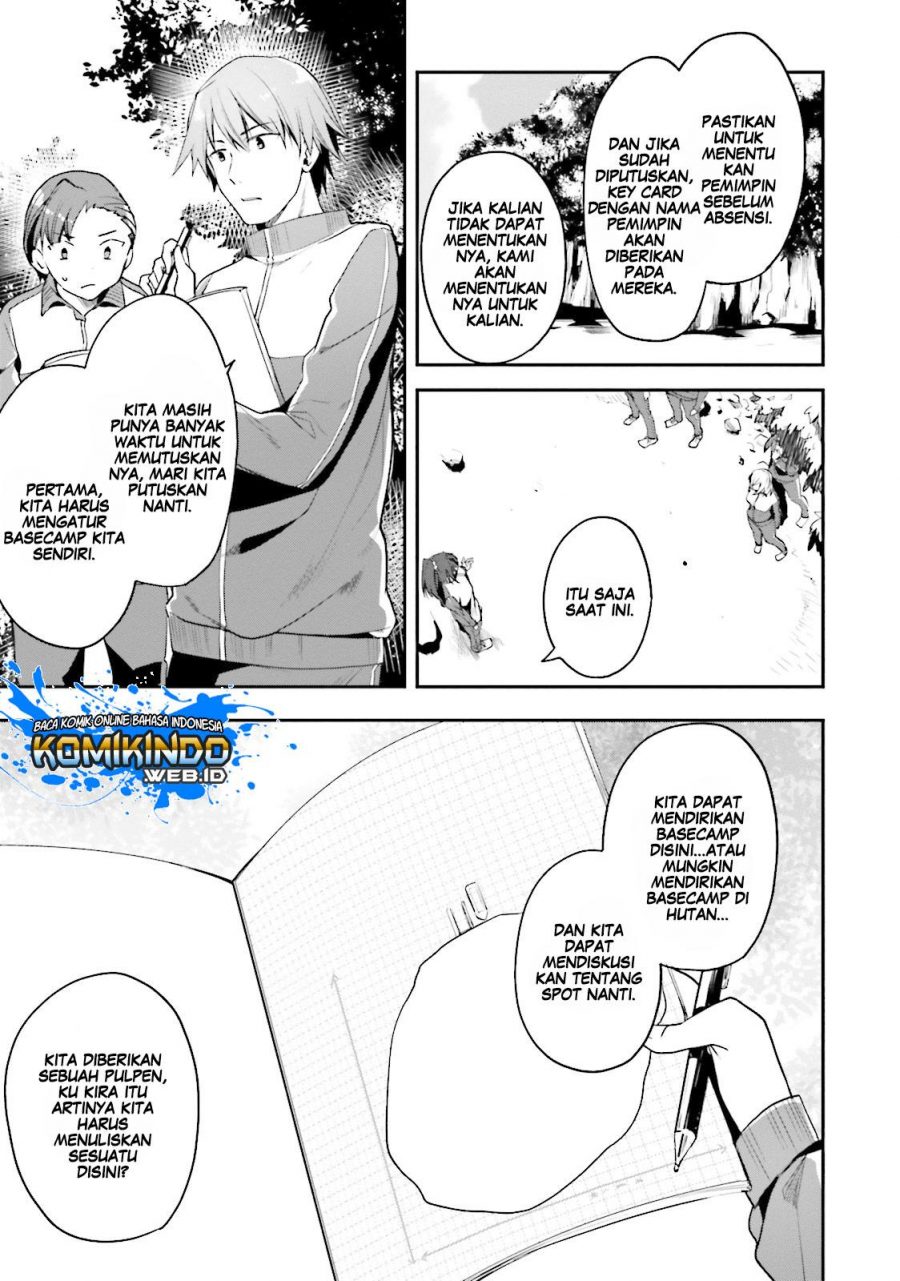 PASTIKAN
UNTUK
MENENTU
KAN
PEMIMPIN
SEBELUM
ABSENSI.
DAN JIKA
SUDAH
DIPUTUSKAN,
KEY CARD
DENGAN NAMA
PEMIMPIN
AKAN
DIBERIKAN
PADA
MEREKA.
JIKA KALIAN
TIDAK DAPAT
MENENTUKAN
NYA, KAMI
AKAN
MENENTUKAN
NYA UNTUK
KALIAN.
ITU SAJA
SAAT INI.
KITA MASIH
PUNYA BANYAK
WAKTU UNTUK
MEMUTUSKAN
NYA, MARI KITA
PUTUSKAN
NANTI.
PERTAMA,
KITA HARUS
MENGATUR
BASECAMP KITA
SENDIRI.
BACA KOMIK ONLINE BAHASA INDONESIA
KOMIKINDO
.WEB.ID
KITA DAPAT
MENDIRIKAN
BASECAMP
DISINI...ATAU
MUNGKIN
MENDIRIKAN
BASECAMP DI
HUTAN...
DAN KITA
DAPAT
MENDISKUSI
KAN TENTANG
SPOT NANTI.
KITA DIBERIKAN
SEBUAH PULPEN,
KU KIRA ITU
ARTINYA KITA
HARUS
MENULISKAN
SESUATU
DISINI?